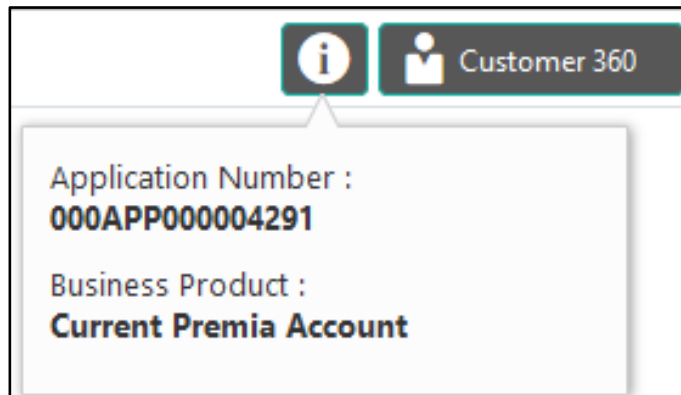 i Customer 360
Application Number :
000APP000004291
Business Product :
Current Premia Account